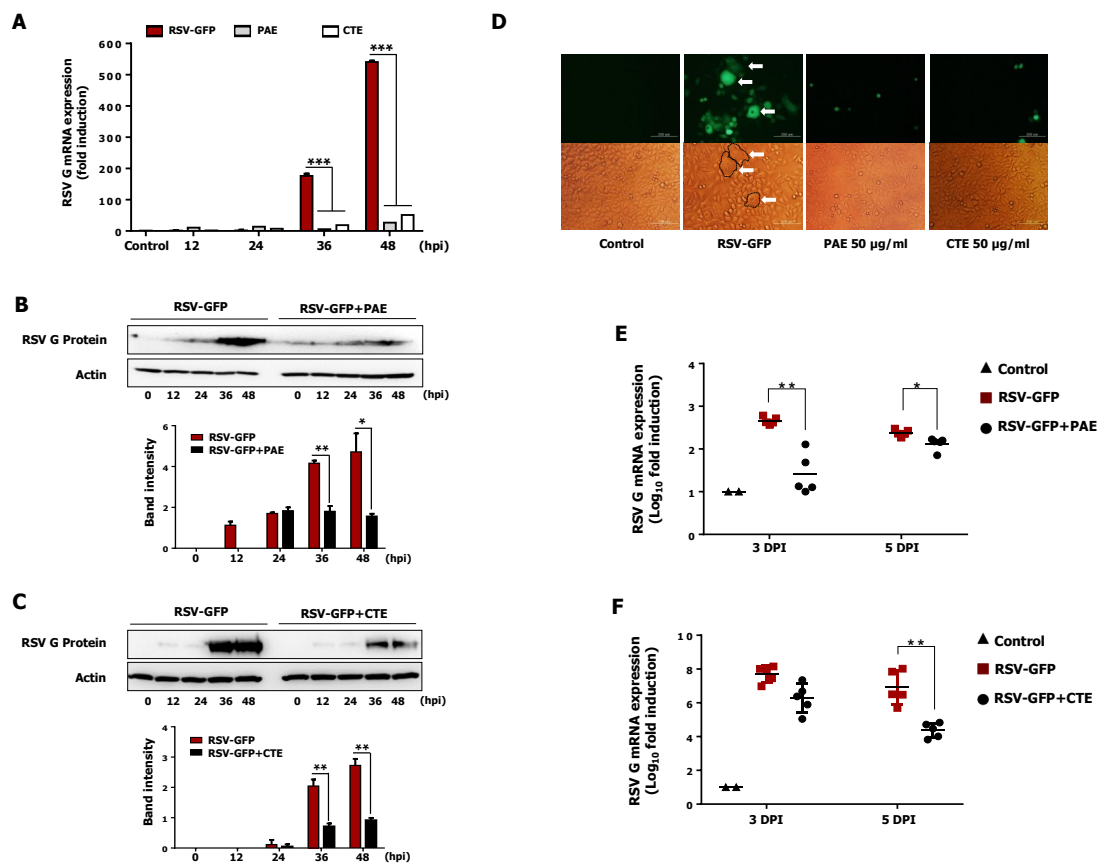 A
RSV-GFP PAE CTE
RSV G mRNA expression
(fold induction)
600
500
400
300
200
100
0
***
***
Control 12 24 36 48 (hpi)
B
RSV-GFP RSV-GFP+PAE
RSV G Protein
Actin
0 12 24 36 48 0 12 24 36 48 (hpi)
RSV-GFP
RSV-GFP+PAE
Band intensity
6
4
2
0
**
*
0 12 24 36 48 (hpi)
C
RSV-GFP RSV-GFP+CTE
RSV G Protein
Actin
0 12 24 36 48 0 12 24 36 48 (hpi)
RSV-GFP
RSV-GFP+CTE
Band intensity
3
2
1
0
**
**
0 12 24 36 48 (hpi)
D
Control RSV-GFP PAE 50 µg/ml CTE 50 µg/ml
E
RSV G mRNA expression
(Log₁₀ fold induction)
4
3
2
1
0
**
*
3 DPI 5 DPI
Control
RSV-GFP
RSV-GFP+PAE
F
RSV G mRNA expression
(Log₁₀ fold induction)
10
8
6
4
2
0
**
3 DPI 5 DPI
Control
RSV-GFP
RSV-GFP+CTE